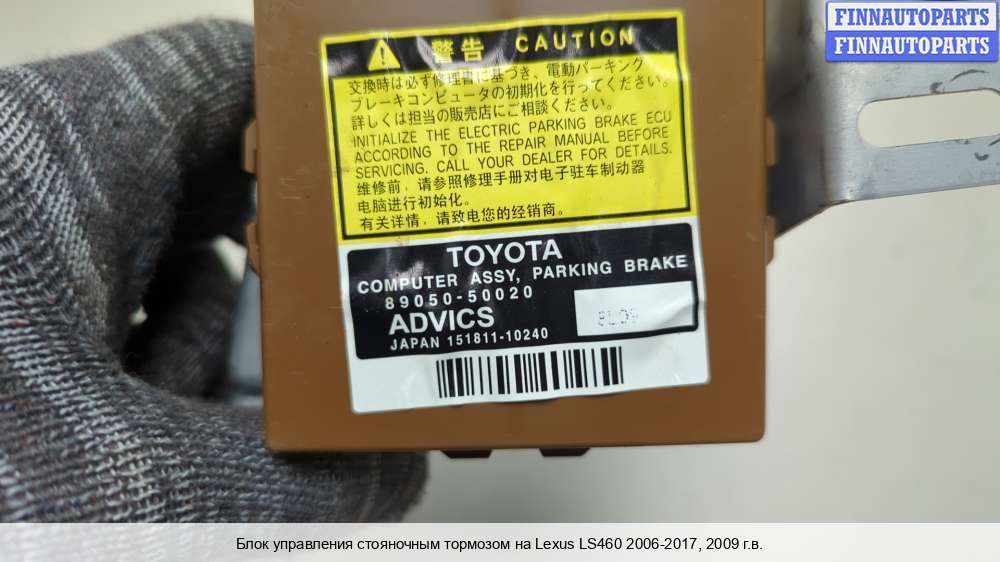 FINNAUTOPARTS
FINNAUTOPARTS
警告 CAUTION
交換時は必ず修理書に基づき、電動パーキング
ブレーキコンピュータの初期化を行ってください。
詳しくは担当の販売店にご相談ください。
INITIALIZE THE ELECTRIC PARKING BRAKE ECU
ACCORDING TO THE REPAIR MANUAL BEFORE
SERVICING. CALL YOUR DEALER FOR DETAILS.
维修前，请参照修理手册对电子驻车制动器
电脑进行初始化。
有关详情，请致电您的经销商。
TOYOTA
COMPUTER ASSY, PARKING BRAKE
89050-50020
ADVICS
JAPAN 151811-10240
Блок управления стояночным тормозом на Lexus LS460 2006-2017, 2009 г.в.